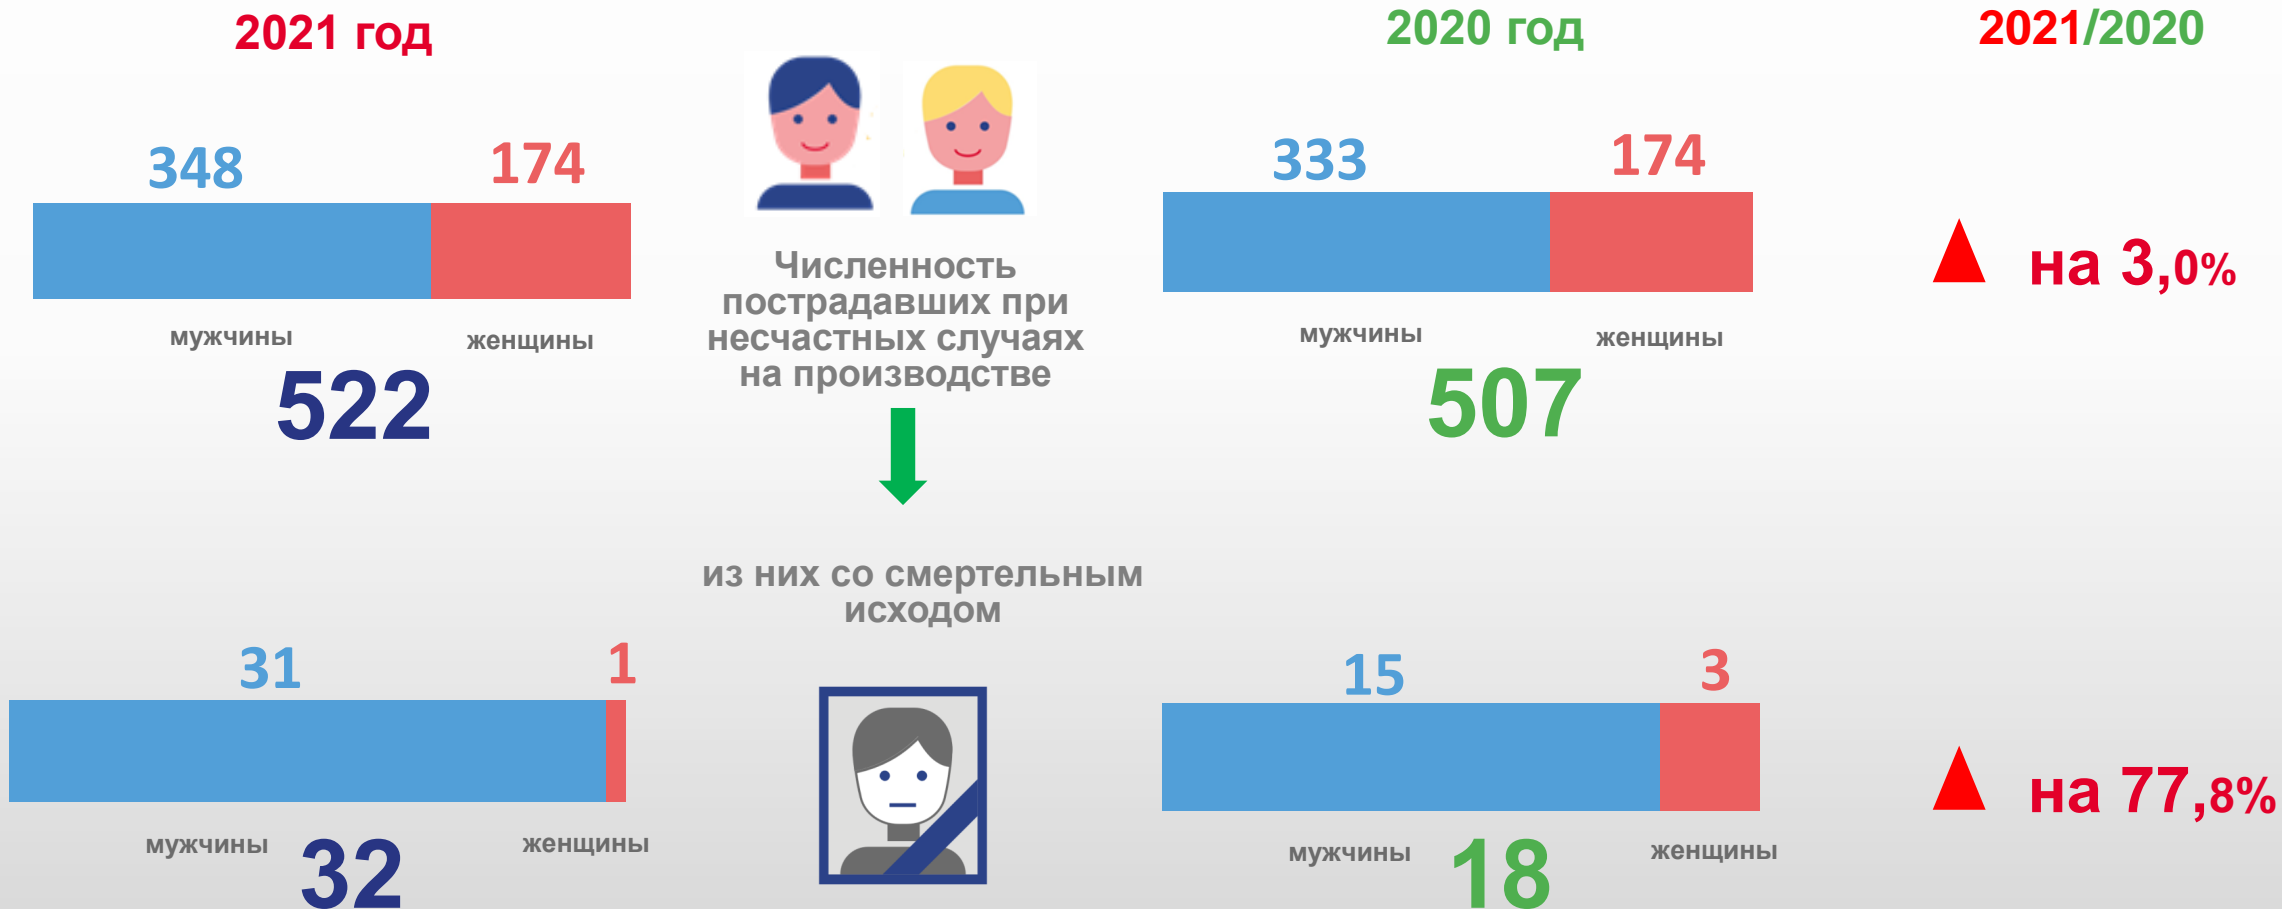 2021 год
2020 год
2021/2020
348
174
333
174
мужчины
женщины
522
Численность
пострадавших при
несчастных случаях
на производстве
мужчины
женщины
507
на 3,0%
из них со смертельным
исходом
31
1
15
3
мужчины
женщины
32
мужчины
женщины
18
на 77,8%